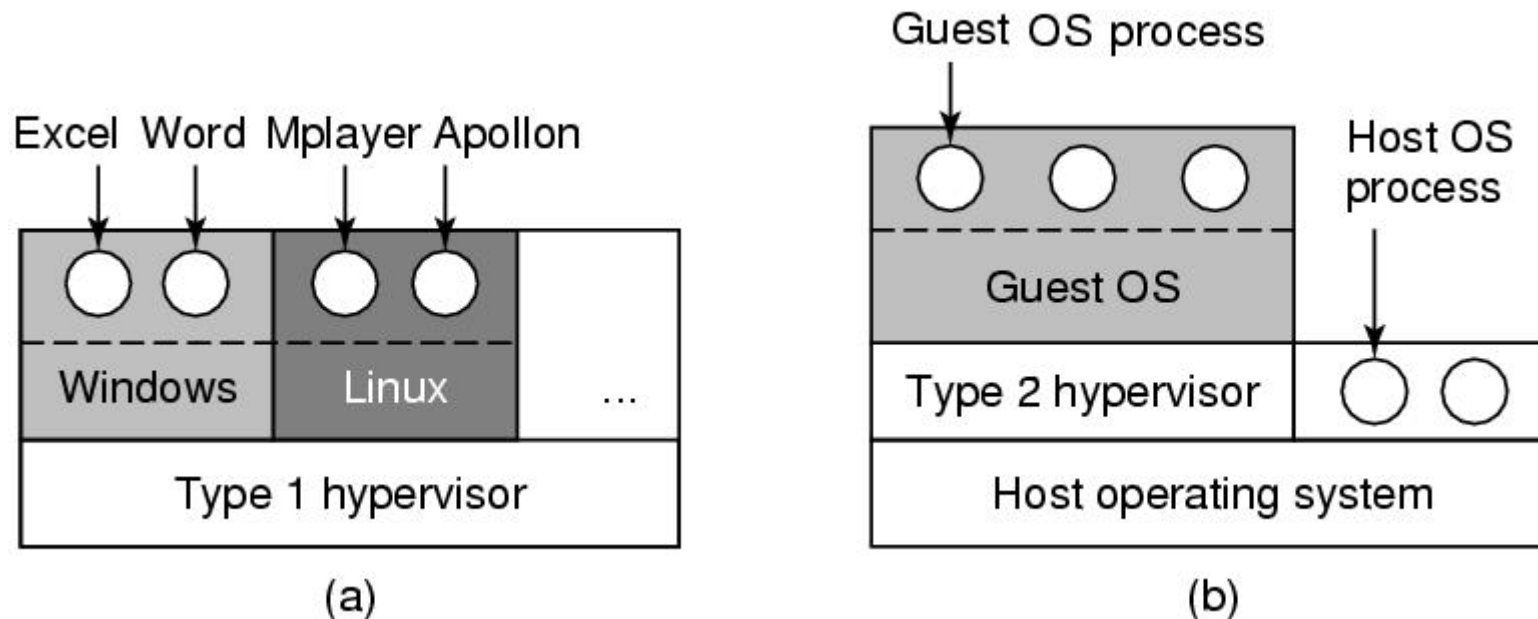 Excel Word Mplayer Apollon
Windows
Linux
...
Type 1 hypervisor
(a)
Guest OS process
Host OS
process
Guest OS
Type 2 hypervisor
Host operating system
(b)